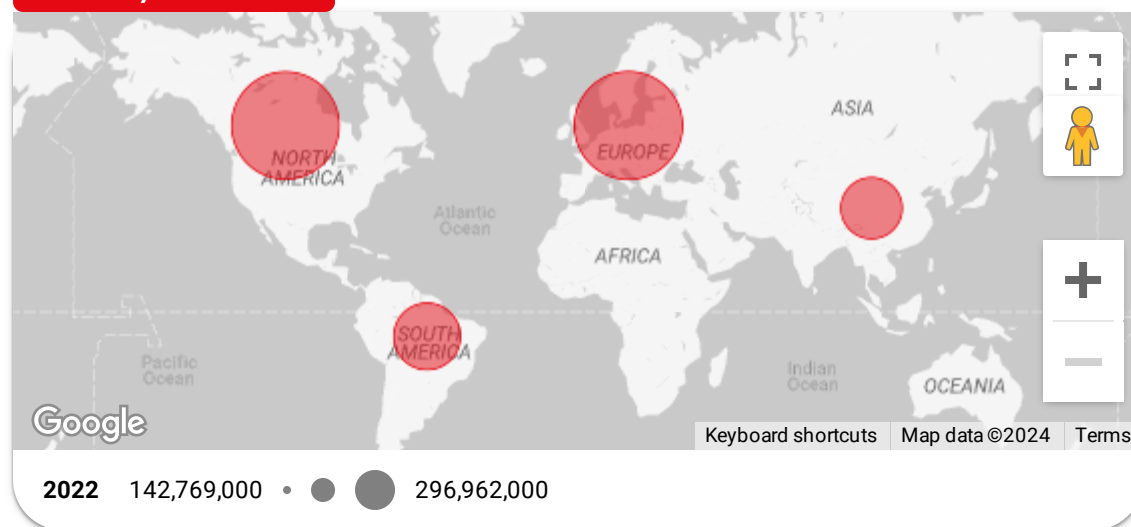 ASIA
NORTH
AMERICA
EUROPE
Atlantic
Ocean
AFRICA
SOUTH
AMERICA
Pacific
Ocean
Indian
Ocean
OCEANIA
Google
Keyboard shortcuts Map data ©2024 Terms
2022 142,769,000 296,962,000